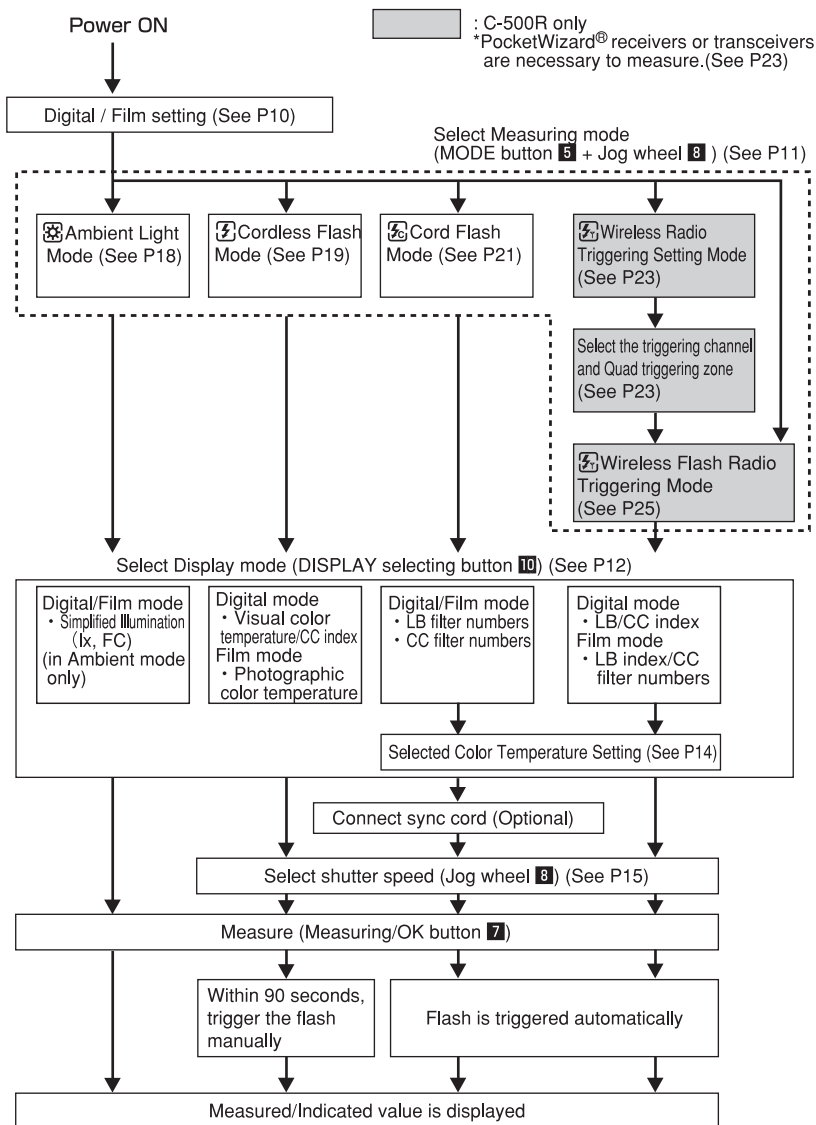 Power ON
: C-500R only
*PocketWizard® receivers or transceivers
are necessary to measure.(See P23)
Digital / Film setting (See P10)
Select Measuring mode
(MODE button 5 + Jog wheel 8 ) (See P11)
Ambient Light
Mode (See P18)
Cordless Flash
Mode (See P19)
C Cord Flash
Mode (See P21)
Wireless Radio
Triggering Setting Mode
(See P23)
Select the triggering channel
and Quad triggering zone
(See P23)
Wireless Flash Radio
Triggering Mode
(See P25)
Select Display mode (DISPLAY selecting button 10) (See P12)
Digital/Film mode
・ Simplified Illumination
(lx, FC)
(in Ambient mode
only)
Digital mode
・ Visual color
temperature/CC index
Film mode
・ Photographic
color temperature
Digital/Film mode
・ LB filter numbers
・ CC filter numbers
Digital mode
・ LB/CC index
Film mode
・ LB index/CC
filter numbers
Selected Color Temperature Setting (See P14)
Connect sync cord (Optional)
Select shutter speed (Jog wheel 8) (See P15)
Measure (Measuring/OK button 7)
Within 90 seconds,
trigger the flash
manually
Flash is triggered automatically
Measured/Indicated value is displayed